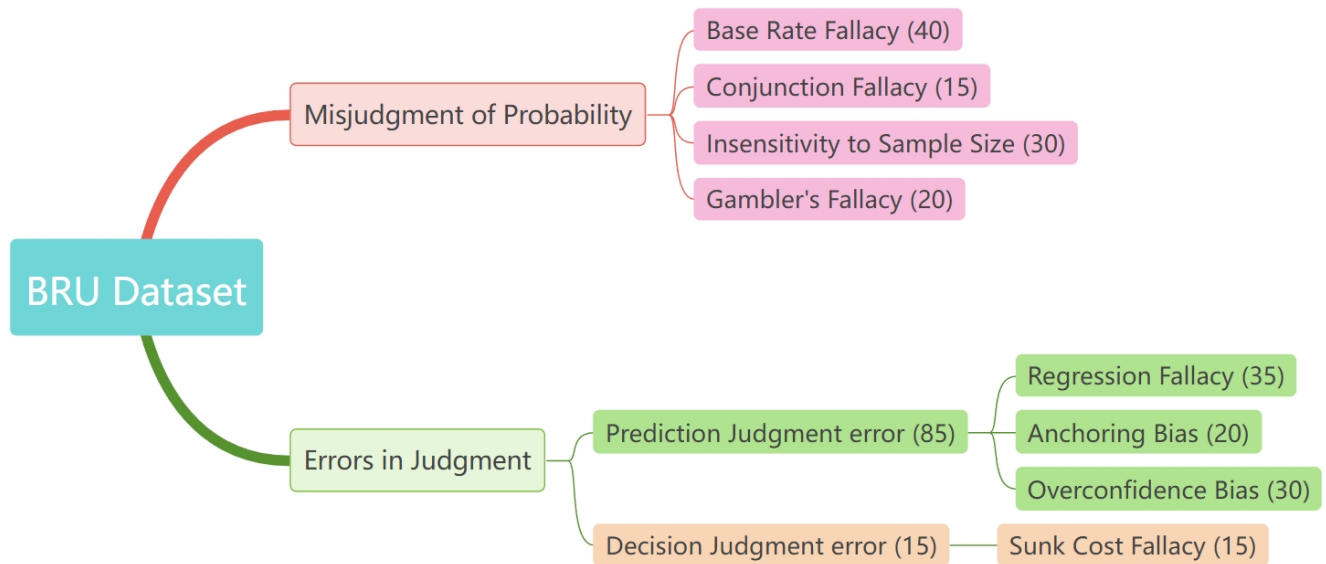 BRU Dataset
Misjudgment of Probability
Base Rate Fallacy (40)
Conjunction Fallacy (15)
Insensitivity to Sample Size (30)
Gambler's Fallacy (20)
Errors in Judgment
Prediction Judgment error (85)
Regression Fallacy (35)
Anchoring Bias (20)
Overconfidence Bias (30)
Decision Judgment error (15)
Sunk Cost Fallacy (15)